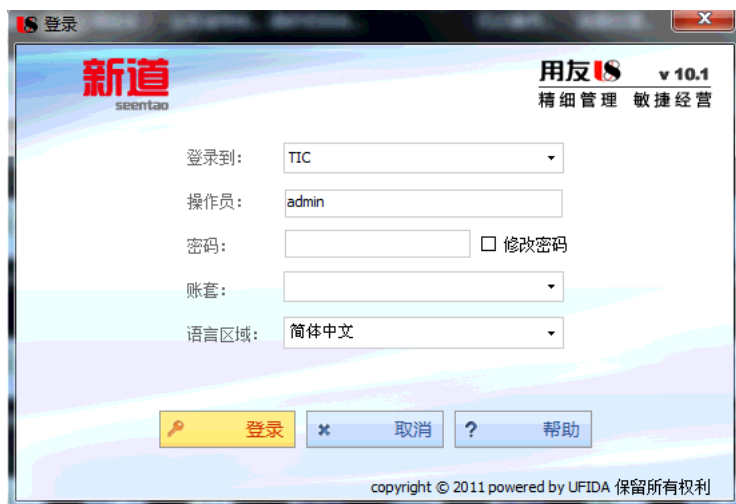 U8 登录
新道
seentao
用友U8 v 10.1
精细管理 敏捷经营
登录到: TIC
操作员: admin
密码: 修改密码
账套:
语言区域: 简体中文
登录 取消 ? 帮助
copyright © 2011 powered by UFIDA 保留所有权利